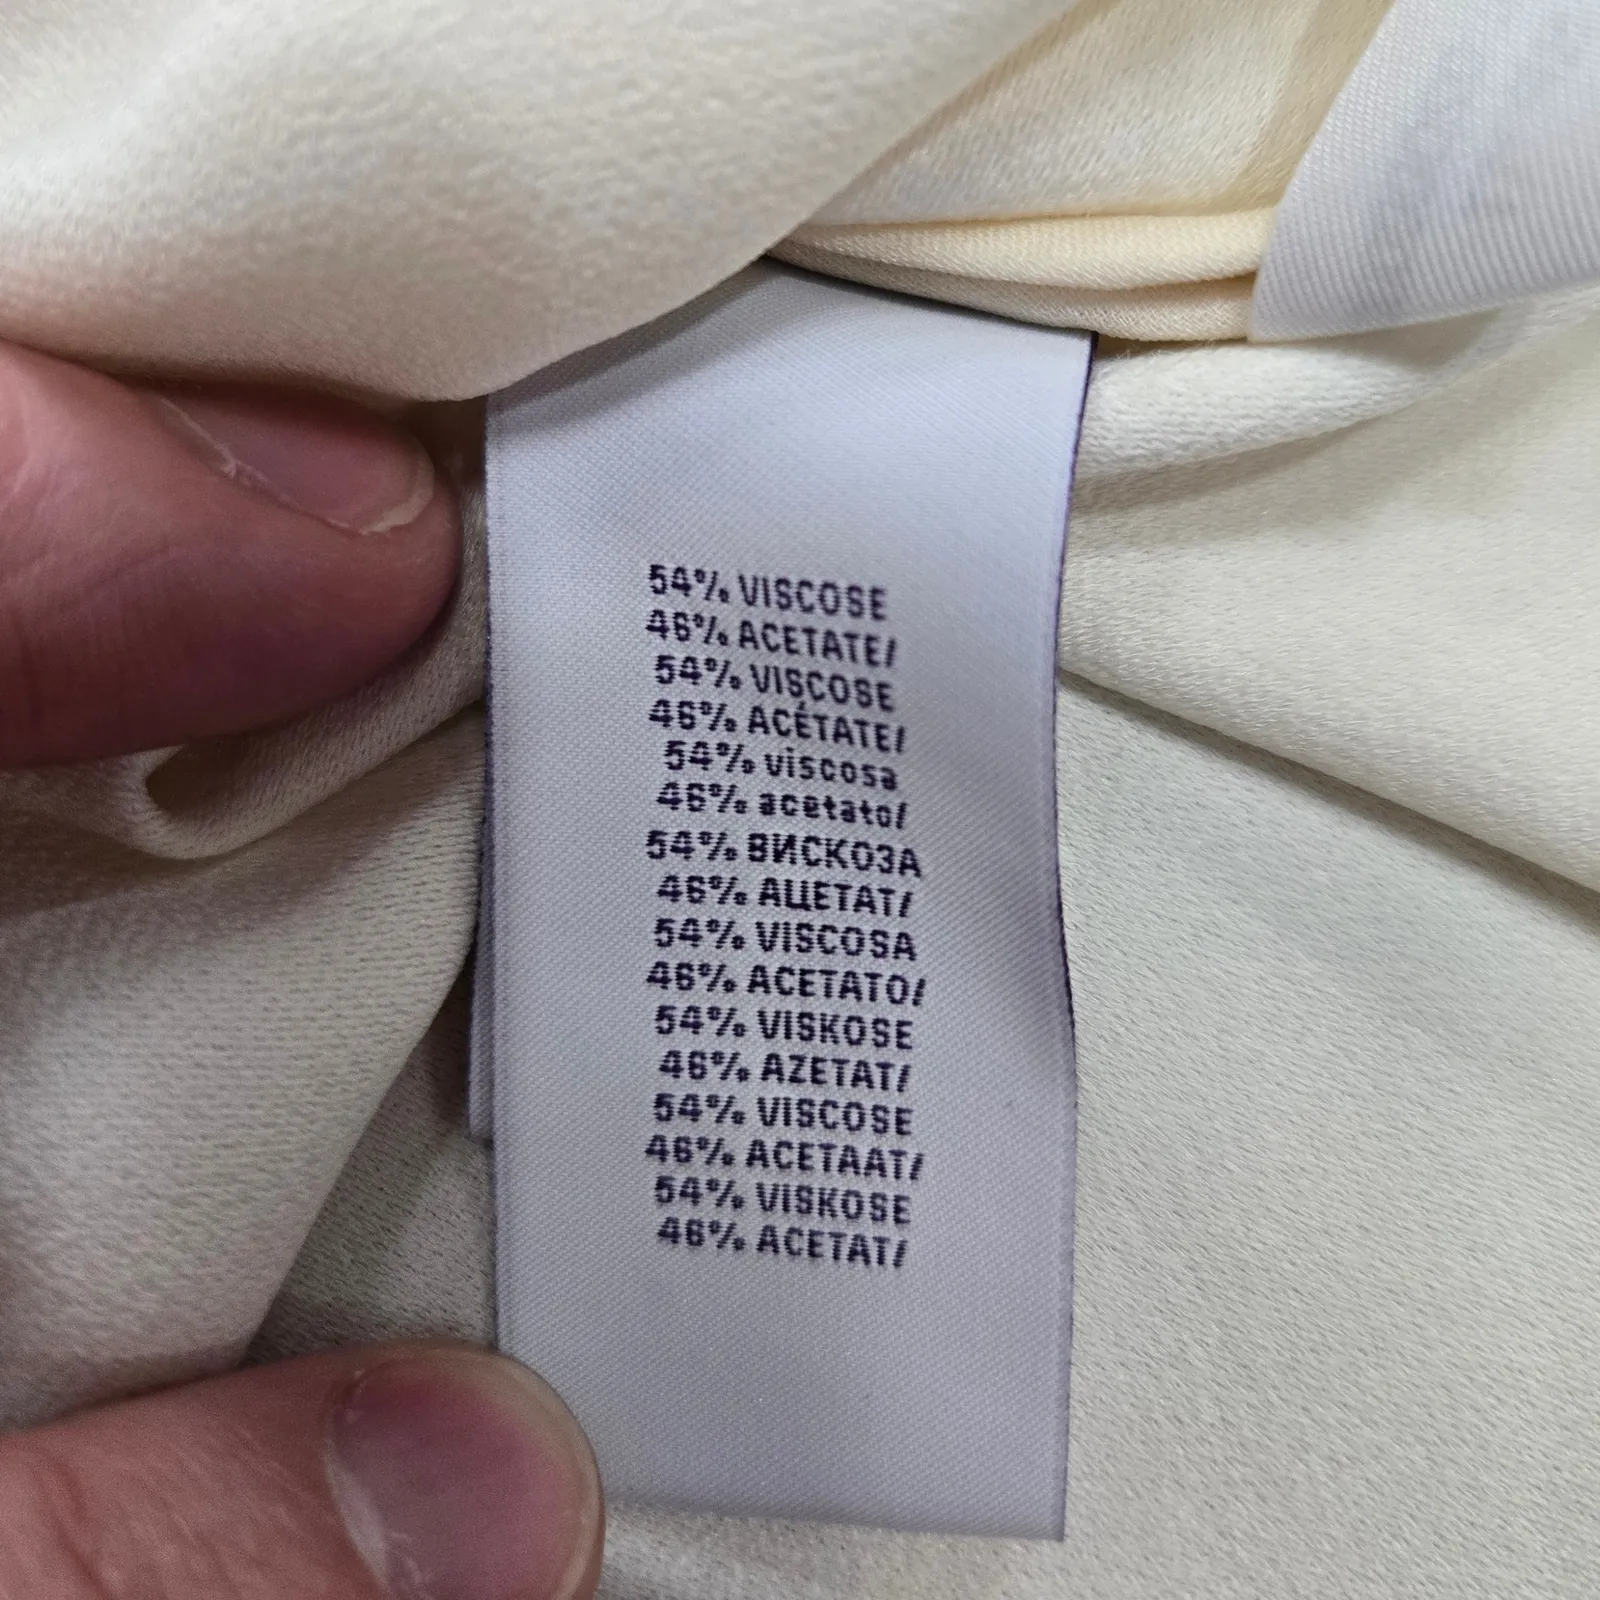 54% VISCOSE
46% ACETATE/
54% VISCOSE
46% ACÉTATE/
54% viscosa
46% acetato/
54% ВИСКОЗА
46% АЦЕТАТ/
54% VISCOSA
46% ACETATO/
54% VISKOSE
46% AZETAT/
54% VISCOSE
46% ACETAAT/
54% VISKOSE
46% ACETAT/